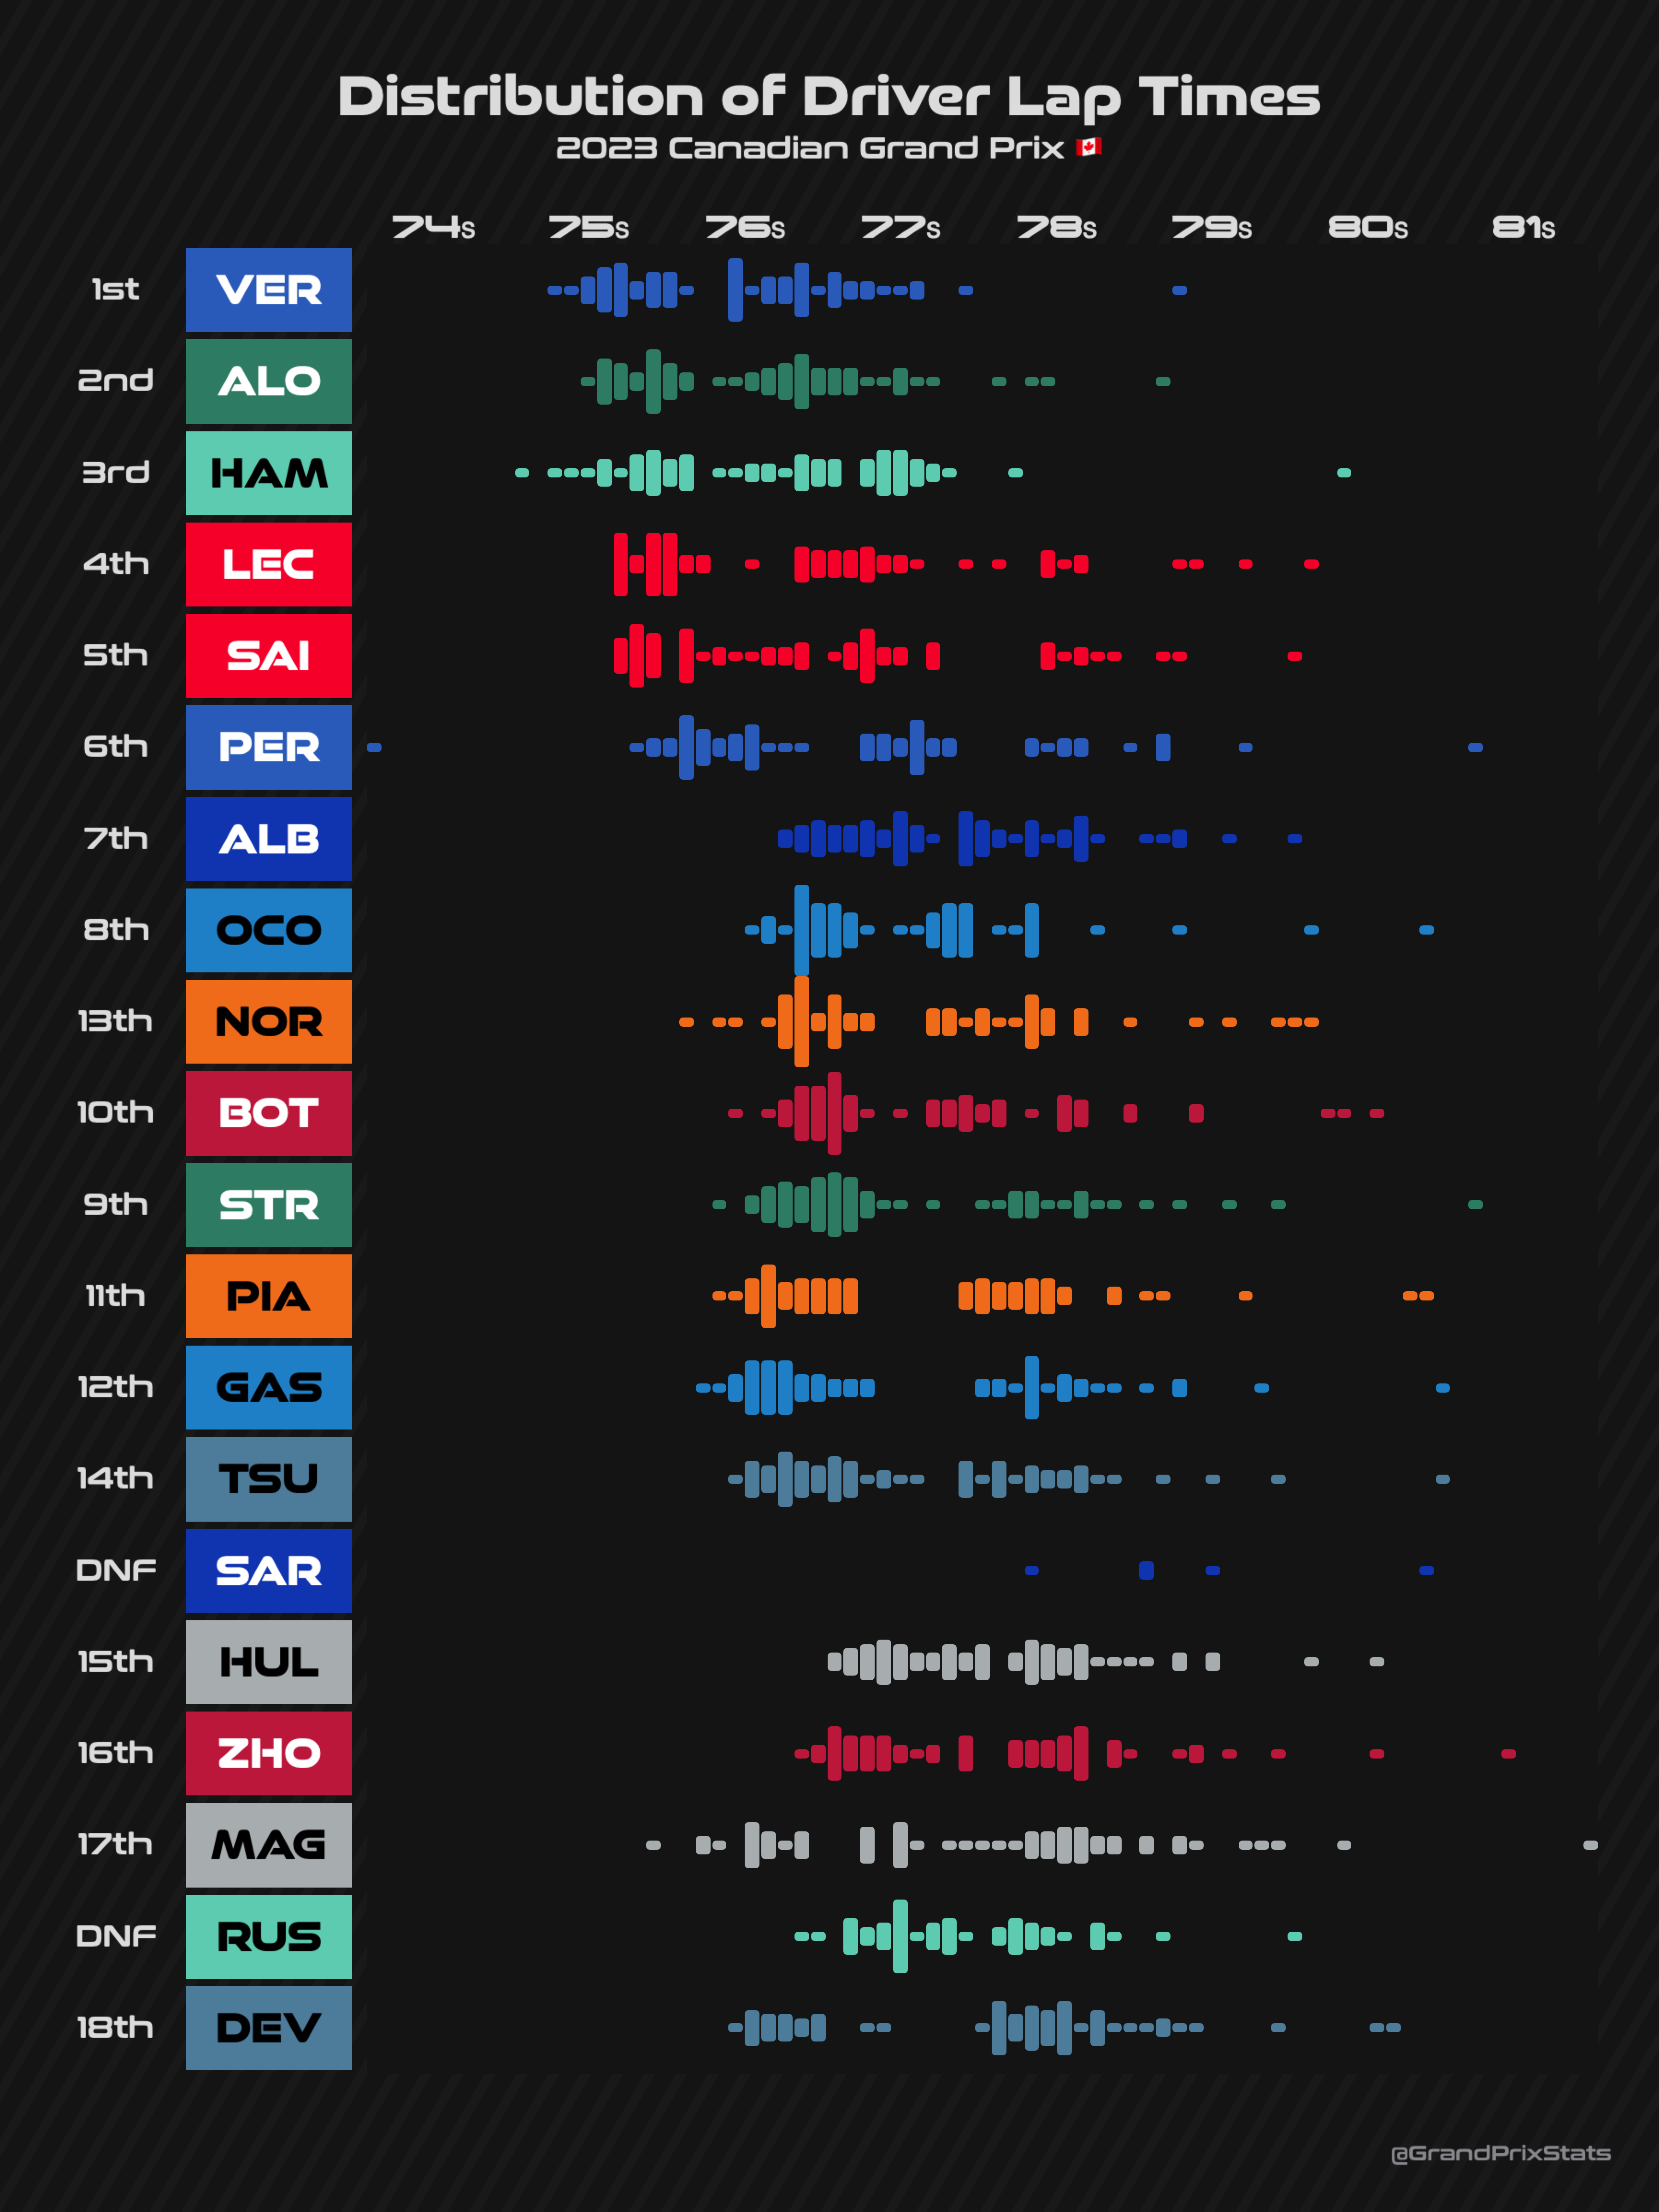 Distribution of Driver Lap Times
2023 Canadian Grand Prix 🇨🇦
74s 75s 76s 77s 78s 79s 80s 81s
1st VER
2nd ALO
3rd HAM
4th LEC
5th SAI
6th PER
7th ALB
8th OCO
13th NOR
10th BOT
9th STR
11th PIA
12th GAS
14th TSU
DNF SAR
15th HUL
16th ZHO
17th MAG
DNF RUS
18th DEV
@GrandPrixStats